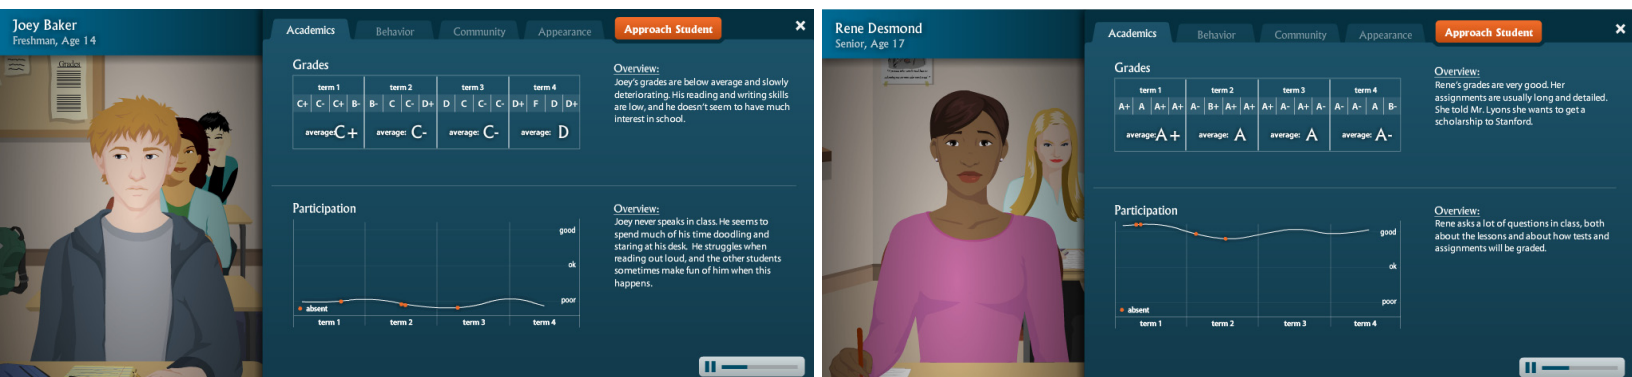 Joey Baker
Freshman, Age 14
Grades
Academics
Behavior
Community
Appearance
Approach Student
×
Grades
term 1 term 2 term 3 term 4
C+ C- C+ B- B- C C- D+ D C C- C- D+ F D D+
average: C+ average: C- average: C- average: D
Overview:
Joey's grades are below average and slowly
deteriorating. His reading and writing skills
are low, and he doesn't seem to have much
interest in school.
Participation
good
ok
poor
absent
term 1 term 2 term 3 term 4
Overview:
Joey never speaks in class. He seems to
spend much of his time doodling and
staring at his desk. He struggles when
reading out loud, and the other students
sometimes make fun of him when this
happens.
Rene Desmond
Senior, Age 17
Academics
Behavior
Community
Appearance
Approach Student
×
Grades
term 1 term 2 term 3 term 4
A+ A A+ A+ A- B+ A+ A+ A+ A- A+ A- A- A- A B-
average: A+ average: A average: A average: A-
Overview:
Rene's grades are very good. Her
assignments are usually long and detailed.
She told Mr. Lyons she wants to get a
scholarship to Stanford.
Participation
good
ok
poor
absent
term 1 term 2 term 3 term 4
Overview:
Rene asks a lot of questions in class, both
about the lessons and about how tests and
assignments will be graded.